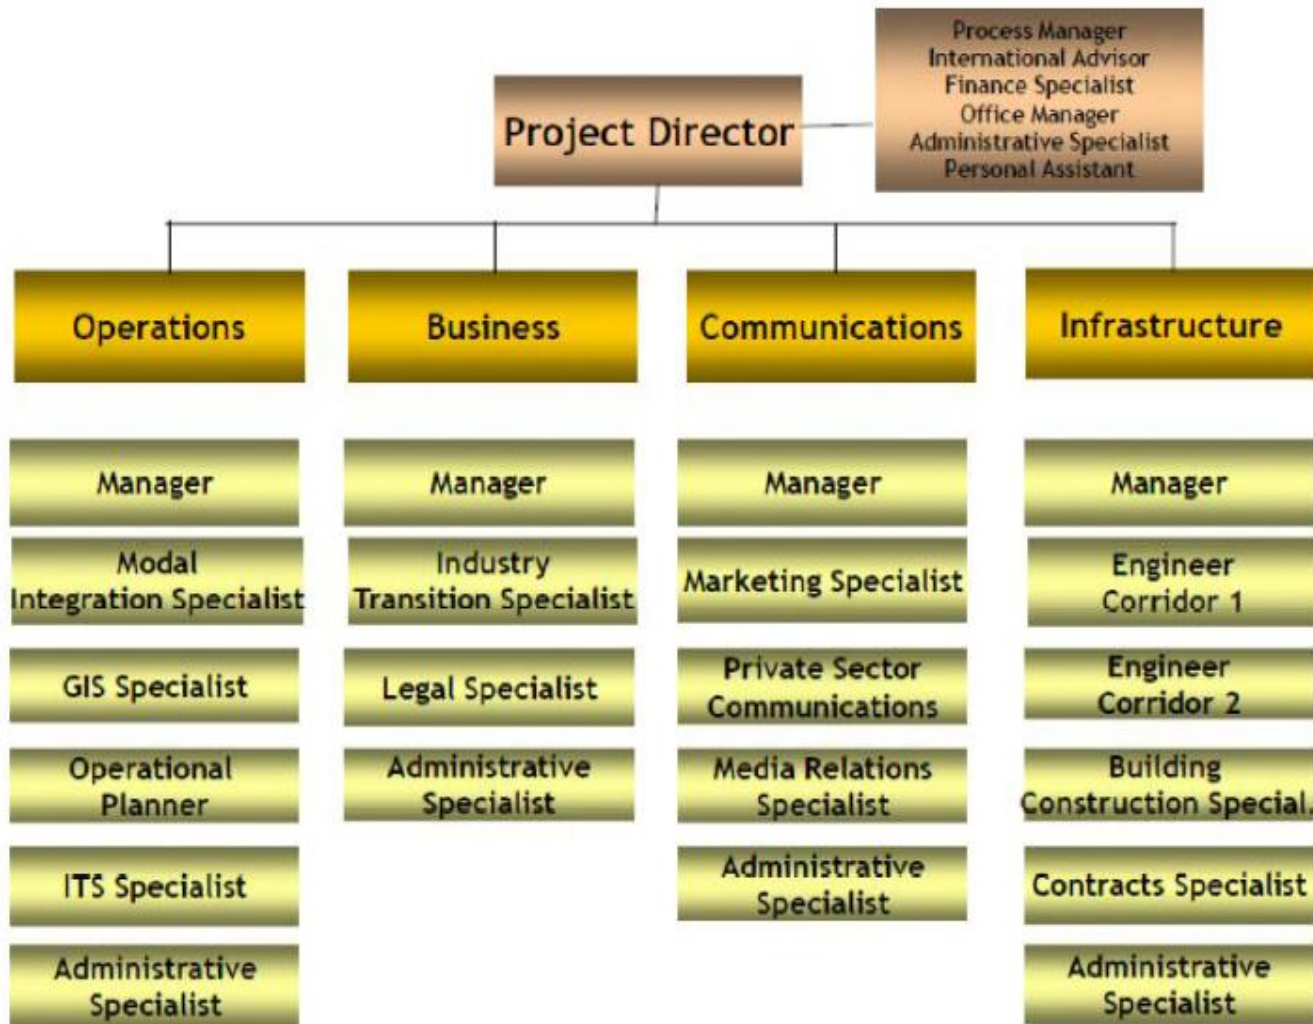 Process Manager
International Advisor
Finance Specialist
Office Manager
Administrative Specialist
Personal Assistant
Project Director
Operations
Business
Communications
Infrastructure
Manager
Modal
Integration Specialist
GIS Specialist
Operational
Planner
ITS Specialist
Administrative
Specialist
Manager
Industry
Transition Specialist
Legal Specialist
Administrative
Specialist
Manager
Marketing Specialist
Private Sector
Communications
Media Relations
Specialist
Administrative
Specialist
Manager
Engineer
Corridor 1
Engineer
Corridor 2
Building
Construction Special.
Contracts Specialist
Administrative
Specialist